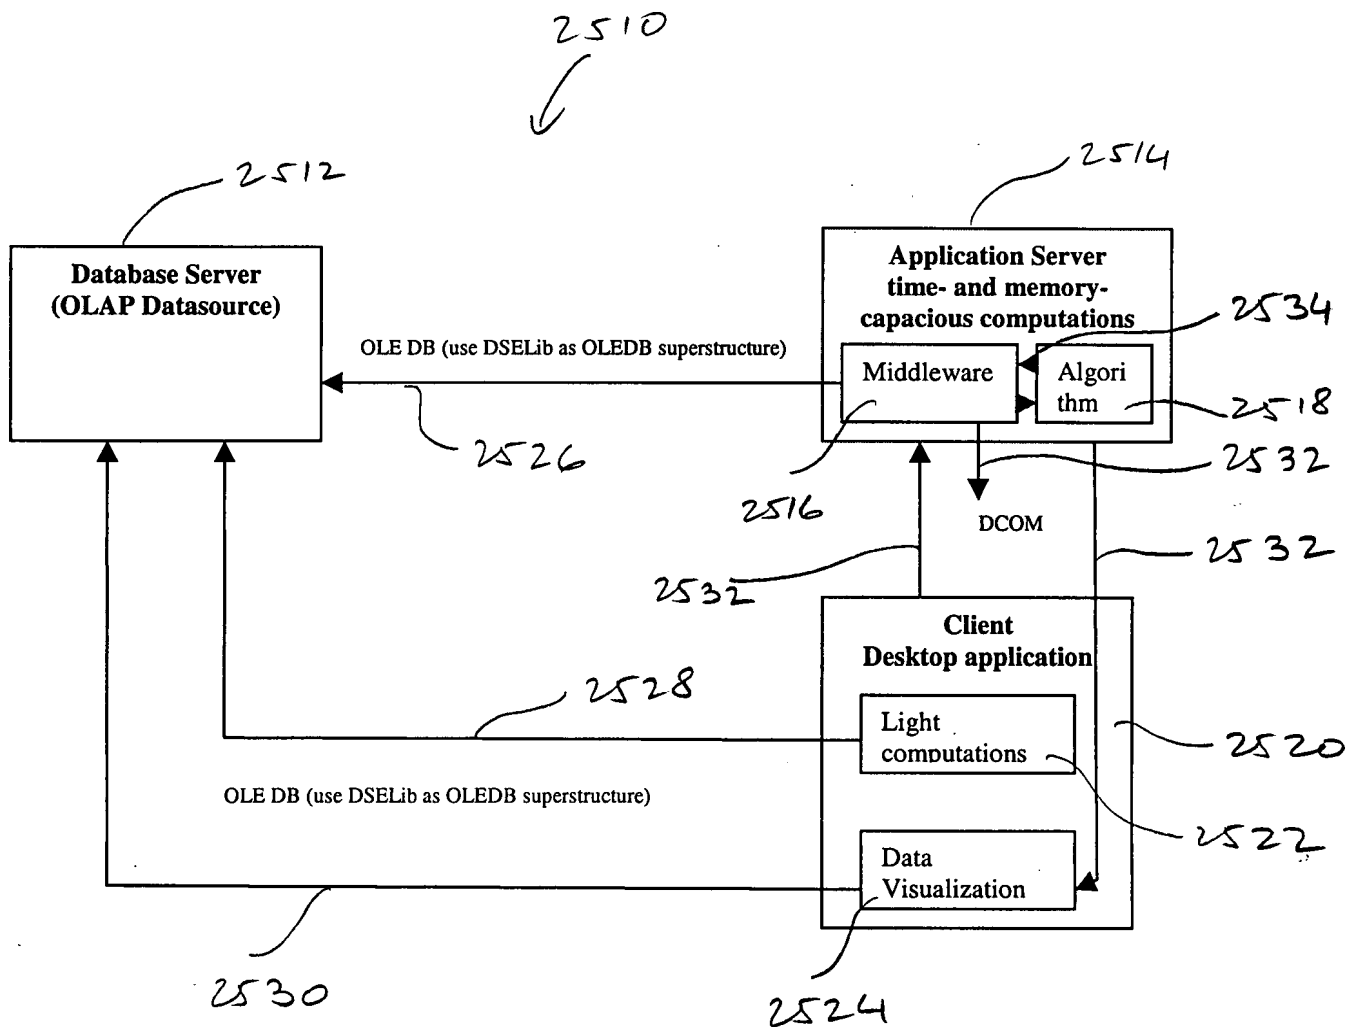 2510
2512
2514
Database Server
(OLAP Datasource)
Application Server
time- and memory-
capacious computations
2534
OLE DB (use DSELib as OLEDB superstructure)
Middleware
Algori
thm
2518
2526
2516
2532
DCOM
2532
2532
Client
Desktop application
2528
Light
computations
2520
OLE DB (use DSELib as OLEDB superstructure)
2522
Data
Visualization
2530
2524